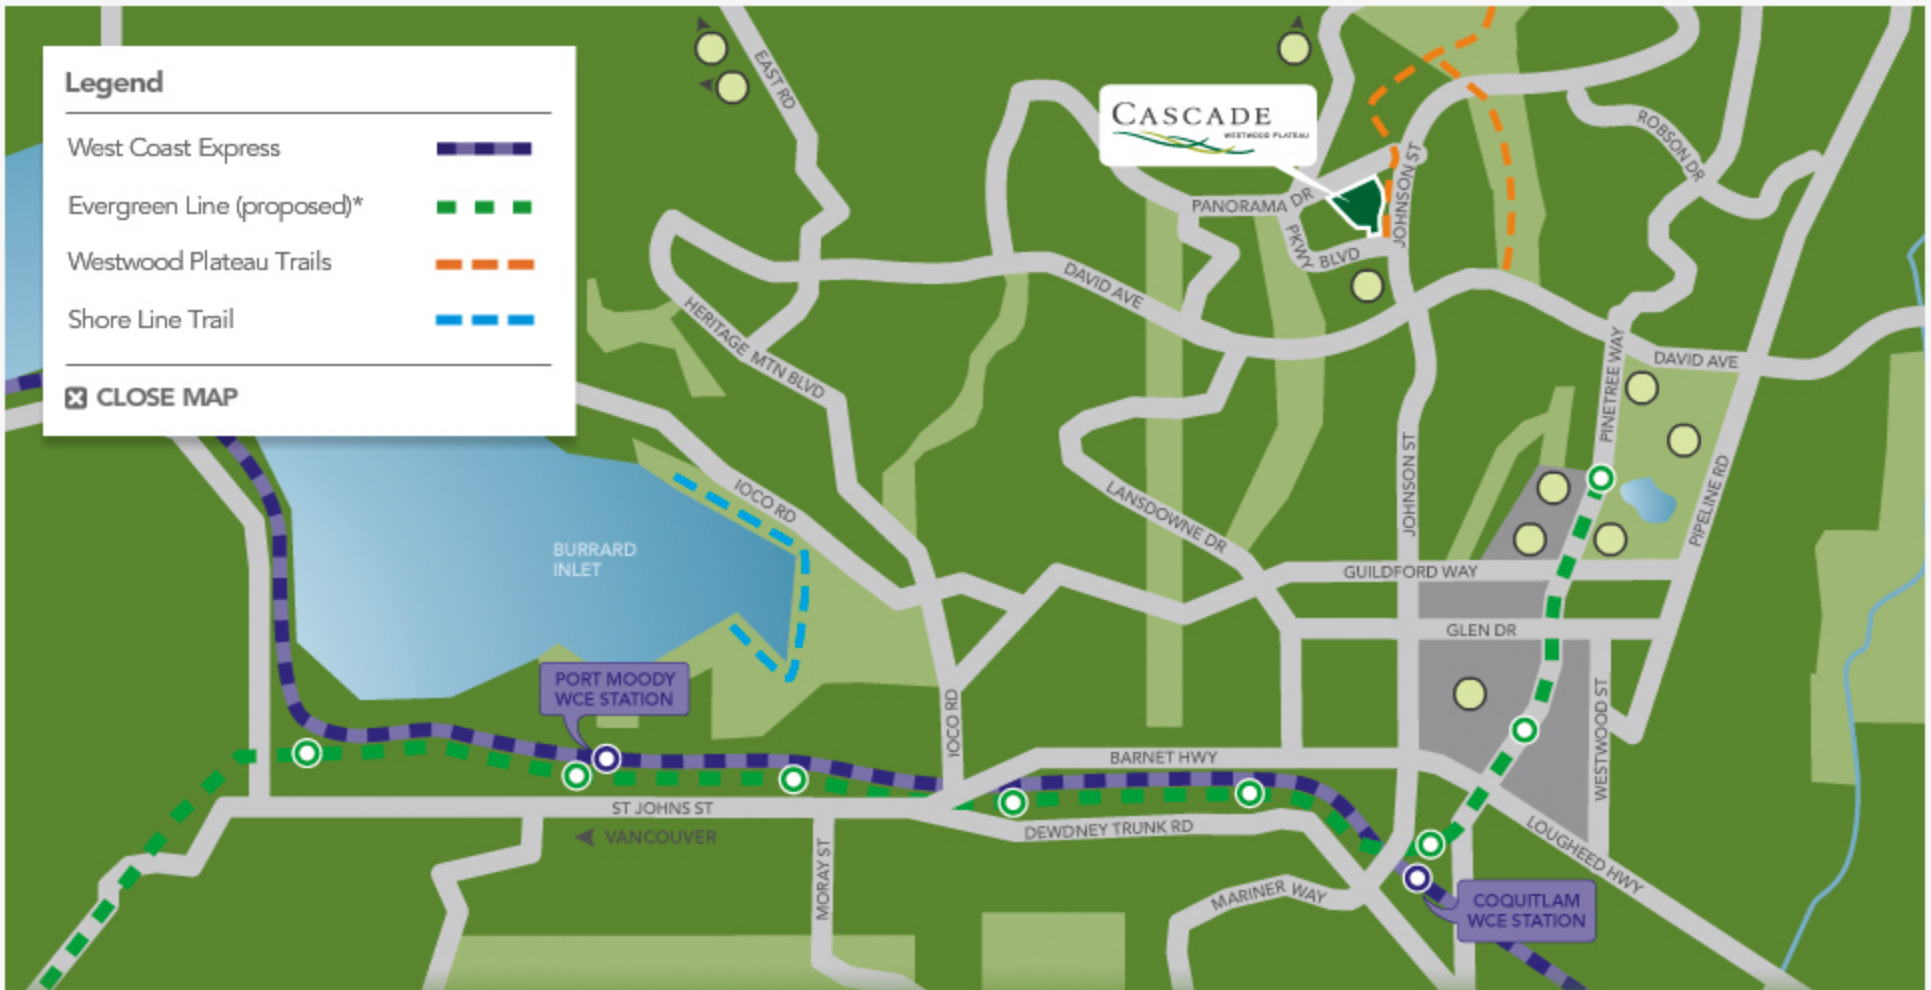 Legend
West Coast Express
Evergreen Line (proposed)*
Westwood Plateau Trails
Shore Line Trail
CLOSE MAP
EAST RD
CASCADE
WESTWOOD PLATEAU
ROBSON DR
JOHNSON ST
PANORAMA DR
PKWY BLVD
DAVID AVE
HERITAGE MTN BLVD
PINETREE WAY
DAVID AVE
JOHNSON ST
IOCO RD
LANSDOWNE DR
PIPELINE RD
BURRARD
INLET
GUILDFORD WAY
GLEN DR
PORT MOODY
WCE STATION
IOCO RD
WESTWOOD ST
BARNET HWY
ST JOHNS ST
VANCOUVER
DEWDNEY TRUNK RD
MORAY ST
LOUGHEED HWY
MARINER WAY
COQUITLAM
WCE STATION